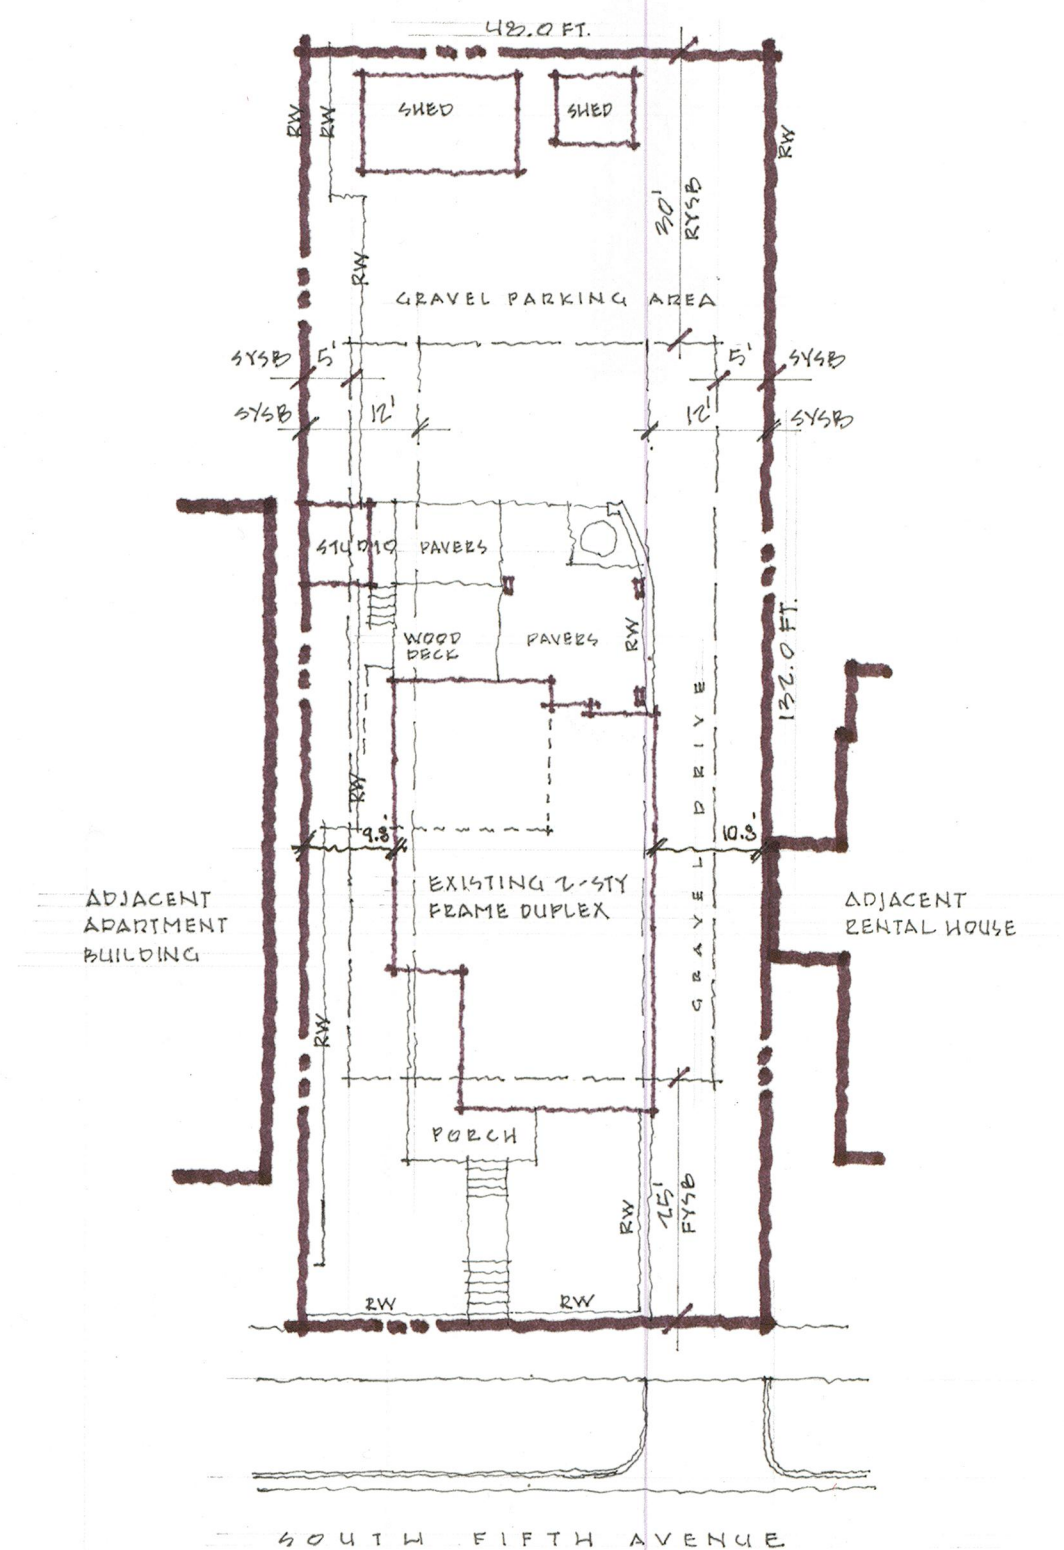 48.0 FT.
SHED
SHED
RW
RW
RW
30'
RYSB
RW
GRAVEL PARKING AREA
SYSB
5'
5'
SYSB
SYSB
12'
12'
SYSB
STUDIO
PAVERS
WOOD
DECK
PAVERS
RW
132.0 FT.
RW
9.8'
10.3'
GRAVEL DRIVE
EXISTING 2-STY
FRAME DUPLEX
ADJACENT
APARTMENT
BUILDING
ADJACENT
RENTAL HOUSE
RW
PORCH
RW
25'
FYSB
RW
RW
SOUTH FIFTH AVENUE